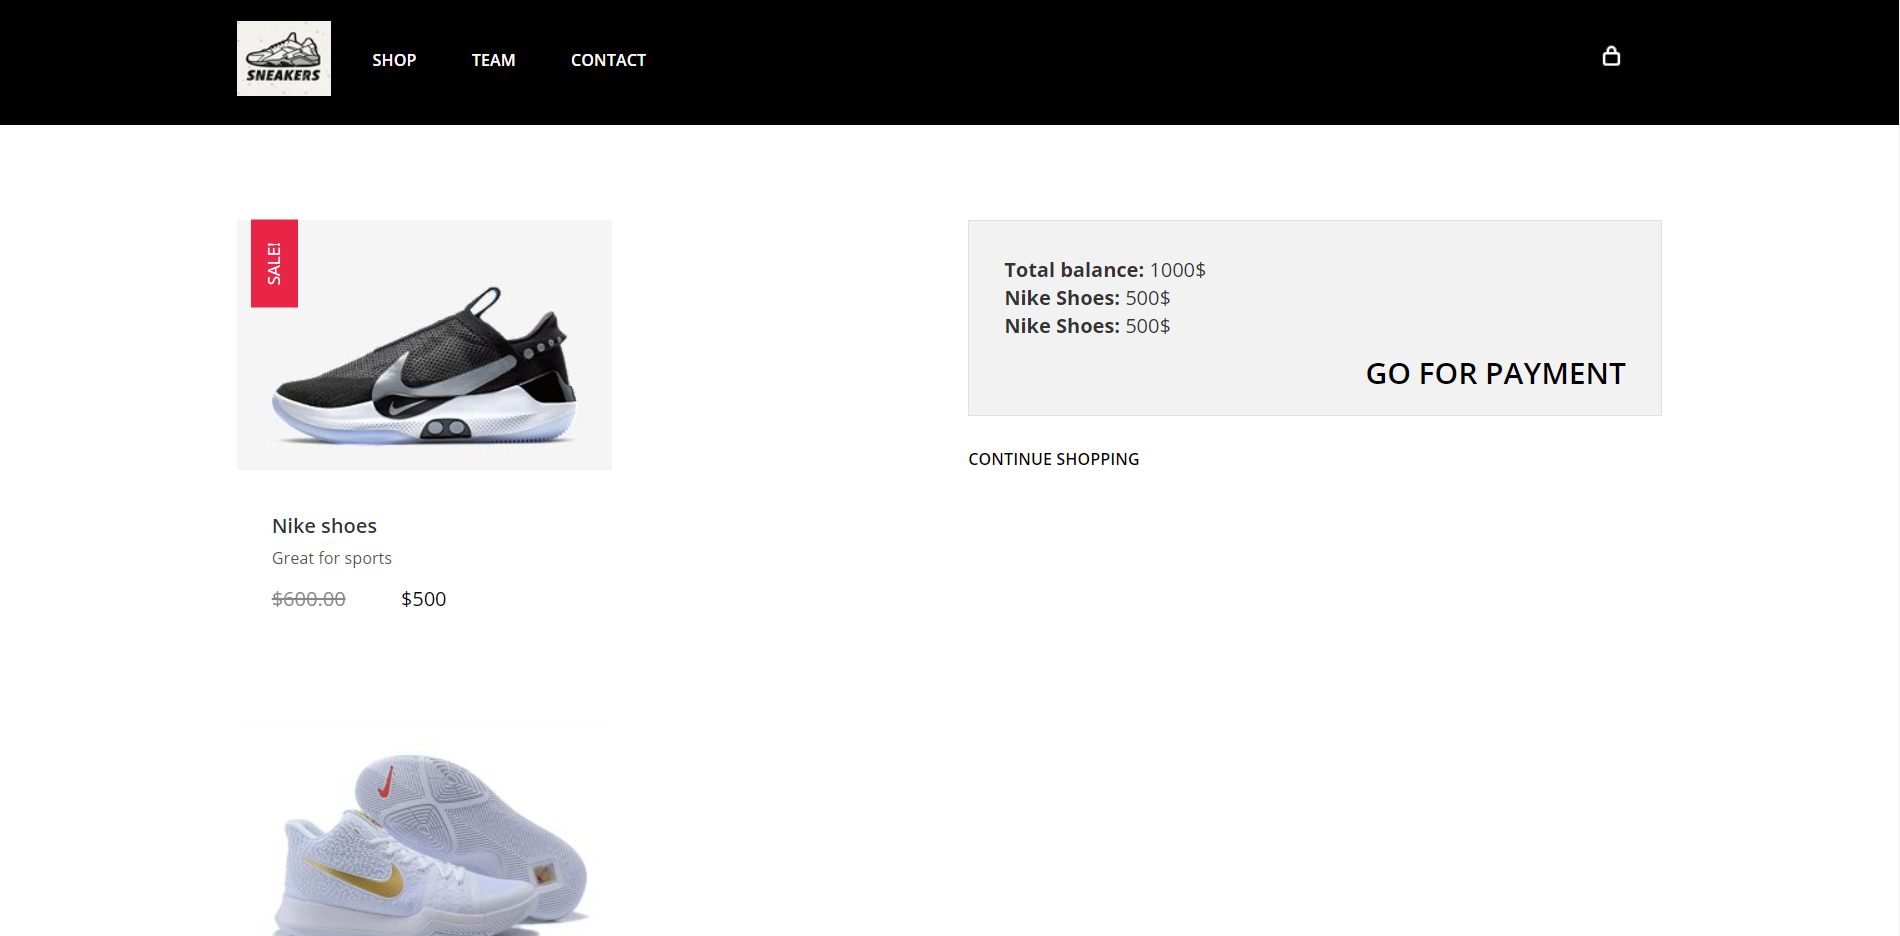 SNEAKERS
SHOP
TEAM
CONTACT
SALE!
Nike shoes
Great for sports
$600.00 $500
Total balance: 1000$
Nike Shoes: 500$
Nike Shoes: 500$
GO FOR PAYMENT
CONTINUE SHOPPING